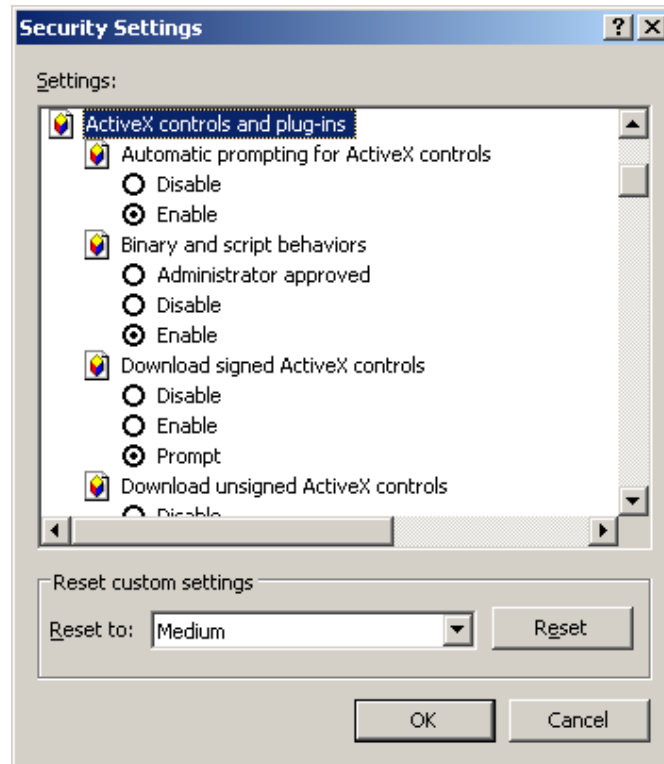 Security Settings
Settings:
ActiveX controls and plug-ins
Automatic prompting for ActiveX controls
Disable
Enable
Binary and script behaviors
Administrator approved
Disable
Enable
Download signed ActiveX controls
Disable
Enable
Prompt
Download unsigned ActiveX controls
Disable
Reset custom settings
Reset to: Medium Reset
OK Cancel